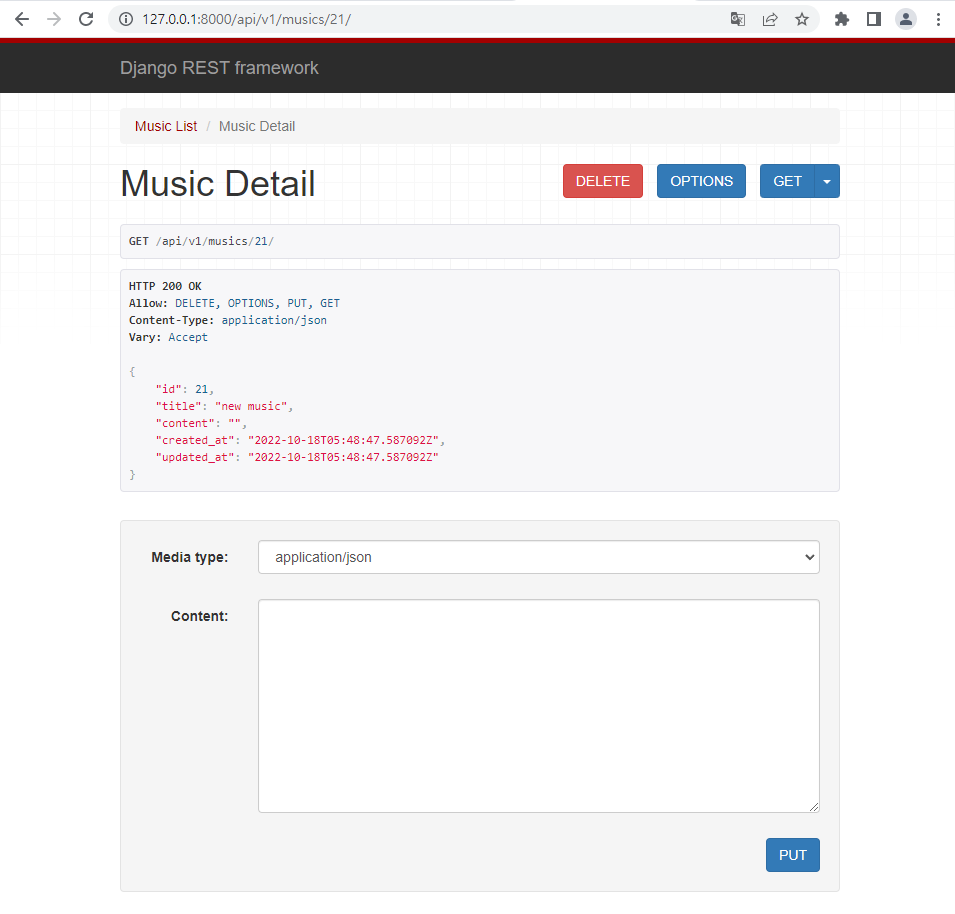 127.0.0.1:8000/api/v1/musics/21/
Django REST framework
Music List / Music Detail
Music Detail
DELETE
OPTIONS
GET
GET /api/v1/musics/21/
HTTP 200 OK
Allow: DELETE, OPTIONS, PUT, GET
Content-Type: application/json
Vary: Accept
{
    "id": 21,
    "title": "new music",
    "content": "",
    "created_at": "2022-10-18T05:48:47.587092Z",
    "updated_at": "2022-10-18T05:48:47.587092Z"
}
Media type: application/json
Content:
PUT